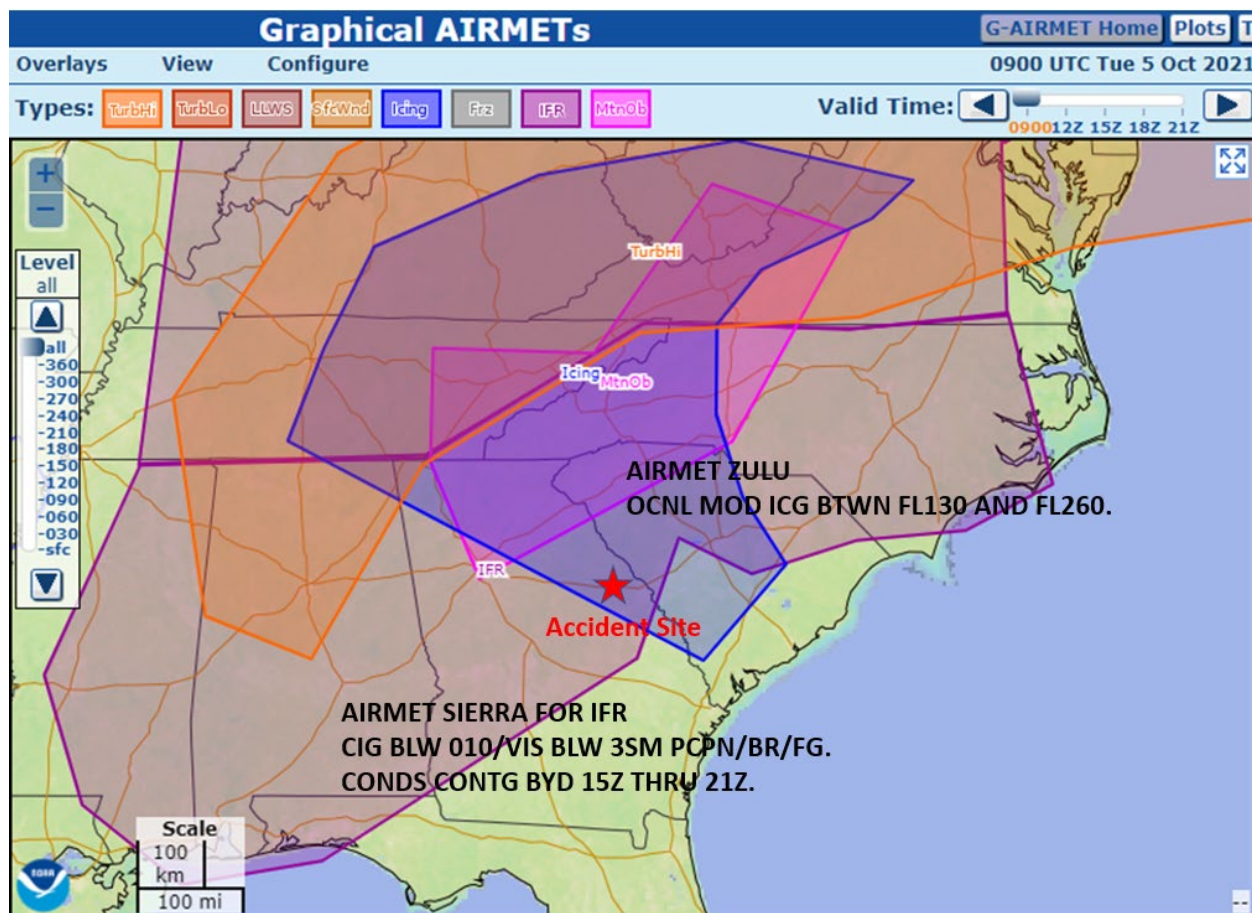 Graphical AIRMETs
G-AIRMET Home Plots T
Overlays View Configure 0900 UTC Tue 5 Oct 2021
Types: TurbHi TurbLo LLWS SfcWnd Icing Frz IFR MtnOb Valid Time:
0900 12Z 15Z 18Z 21Z
+
−
Level
all
all
-360
-300
-270
-240
-210
-180
-150
-120
-090
-060
-030
-sfc
TurbHi
Icing MtnOb
AIRMET ZULU
OCNL MOD ICG BTWN FL130 AND FL260.
IFR
Accident Site
AIRMET SIERRA FOR IFR
CIG BLW 010/VIS BLW 3SM PCPN/BR/FG.
CONDS CONTG BYD 15Z THRU 21Z.
Scale
100
km
100 mi
NOAA
--